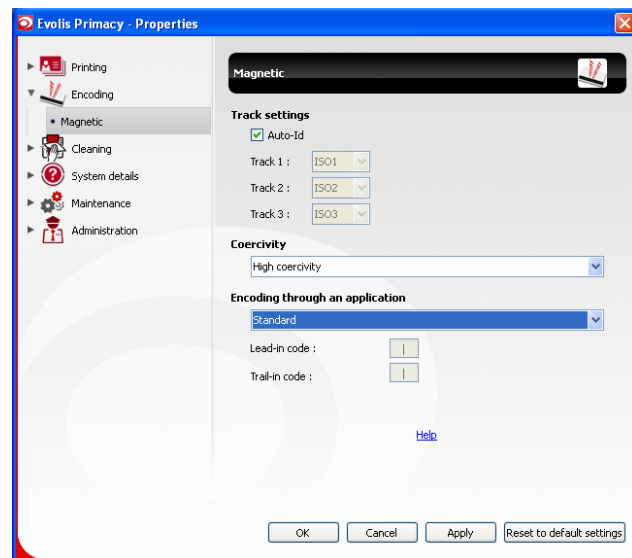 Evolis Primacy - Properties
Printing
Encoding
Magnetic
Cleaning
System details
Maintenance
Administration
Magnetic
Track settings
Auto-Id
Track 1 : ISO1
Track 2 : ISO2
Track 3 : ISO3
Coercivity
High coercivity
Encoding through an application
Standard
Lead-in code : |
Trail-in code : |
Help
OK Cancel Apply Reset to default settings